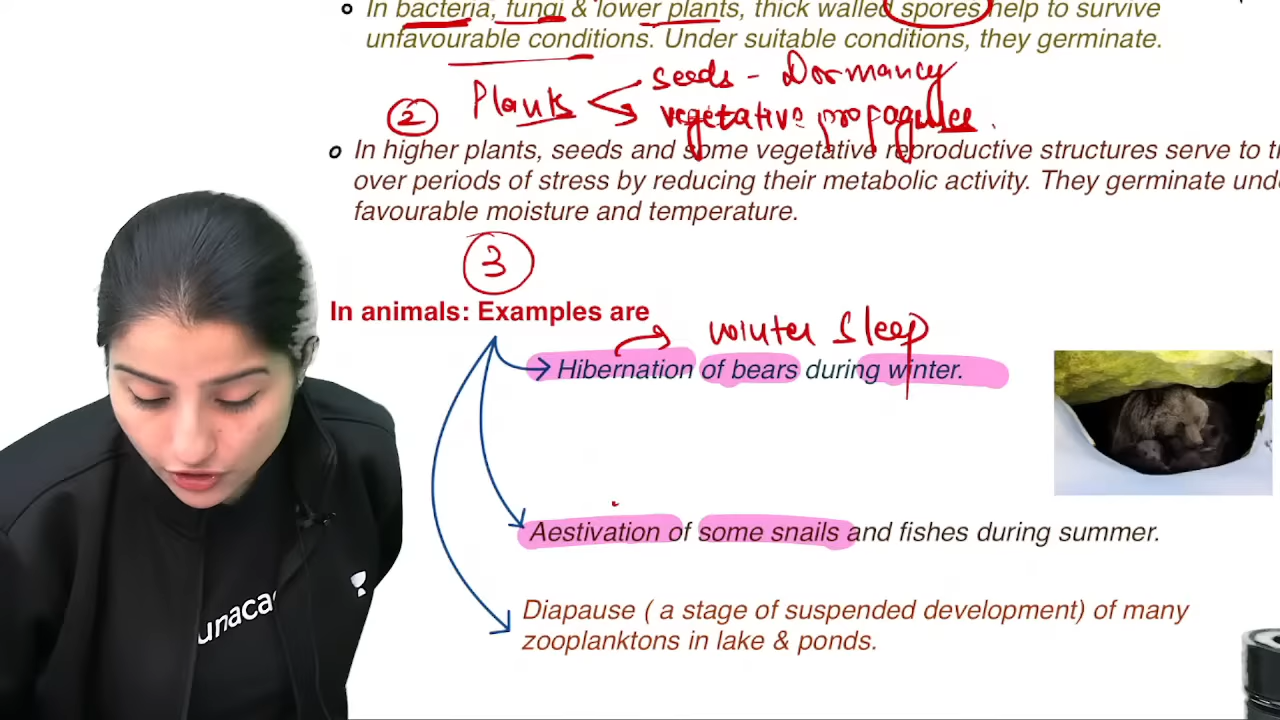 In bacteria, fungi & lower plants, thick walled spores help to survive
unfavourable conditions. Under suitable conditions, they germinate.
seeds - Dormancy
② Plants
vegetative propagules.
In higher plants, seeds and some vegetative reproductive structures serve to
over periods of stress by reducing their metabolic activity. They germinate
favourable moisture and temperature.
③
In animals: Examples are
winter sleep
Hibernation of bears during winter.
Aestivation of some snails and fishes during summer.
Diapause ( a stage of suspended development) of many
zooplanktons in lake & ponds.
unaca